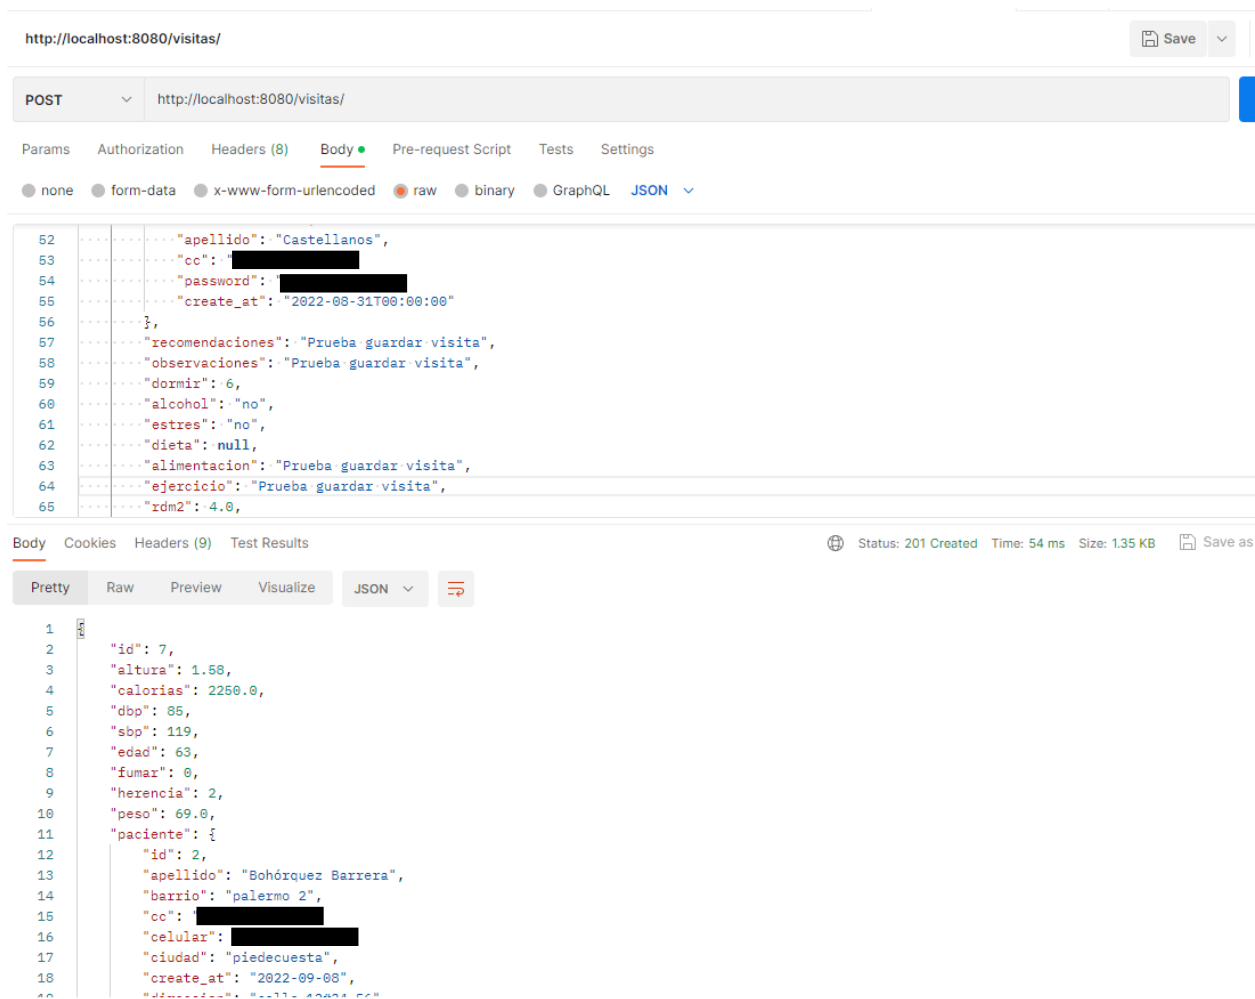 http://localhost:8080/visitas/
Save
POST http://localhost:8080/visitas/
Params Authorization Headers (8) Body Pre-request Script Tests Settings
none form-data x-www-form-urlencoded raw binary GraphQL JSON
52 "apellido": "Castellanos",
53 "cc": "
54 "password": "
55 "create_at": "2022-08-31T00:00:00"
56 },
57 "recomendaciones": "Prueba guardar visita",
58 "observaciones": "Prueba guardar visita",
59 "dormir": 6,
60 "alcohol": "no",
61 "estres": "no",
62 "dieta": null,
63 "alimentacion": "Prueba guardar visita",
64 "ejercicio": "Prueba guardar visita",
65 "rdm2": 4.0,
Body Cookies Headers (9) Test Results Status: 201 Created Time: 54 ms Size: 1.35 KB Save as
Pretty Raw Preview Visualize JSON
1 {
2 "id": 7,
3 "altura": 1.58,
4 "calorias": 2250.0,
5 "dbp": 85,
6 "sbp": 119,
7 "edad": 63,
8 "fumar": 0,
9 "herencia": 2,
10 "peso": 69.0,
11 "paciente": {
12 "id": 2,
13 "apellido": "Bohórquez Barrera",
14 "barrio": "palermo 2",
15 "cc": "
16 "celular":
17 "ciudad": "piedecuesta",
18 "create_at": "2022-09-08",